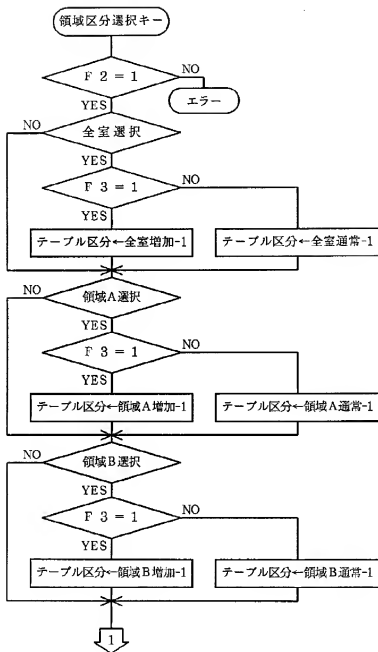 領域区分選択キー
F 2 = 1
NO
YES
エラー
NO
全室選択
YES
F 3 = 1
NO
YES
テーブル区分←全室増加-1
テーブル区分←全室通常-1
NO
領域A選択
YES
F 3 = 1
NO
YES
テーブル区分←領域A増加-1
テーブル区分←領域A通常-1
NO
領域B選択
YES
F 3 = 1
NO
YES
テーブル区分←領域B増加-1
テーブル区分←領域B通常-1
1